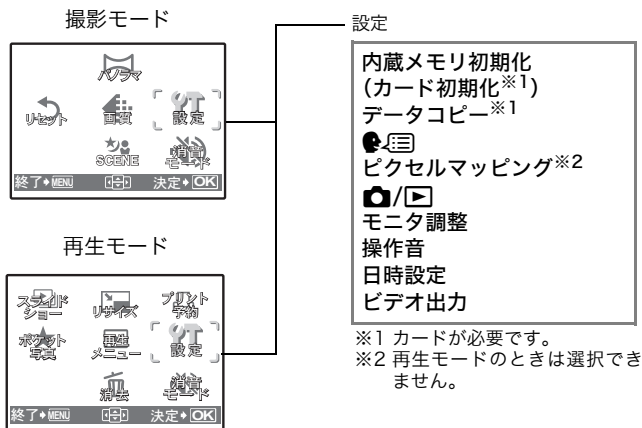 撮影モード
パノラマ
リセット
画質
設定
SCENE
消音
モード
終了 MENU
決定 OK
再生モード
スライド
ショー
リサイズ
プリント
予約
ポケット
写真
再生
メニュー
設定
消去
消音
モード
終了 MENU
決定 OK
設定
内蔵メモリ初期化
(カード初期化※1)
データコピー※1
ピクセルマッピング※2
/
モニタ調整
操作音
日時設定
ビデオ出力
※1 カードが必要です。
※2 再生モードのときは選択でき
ません。